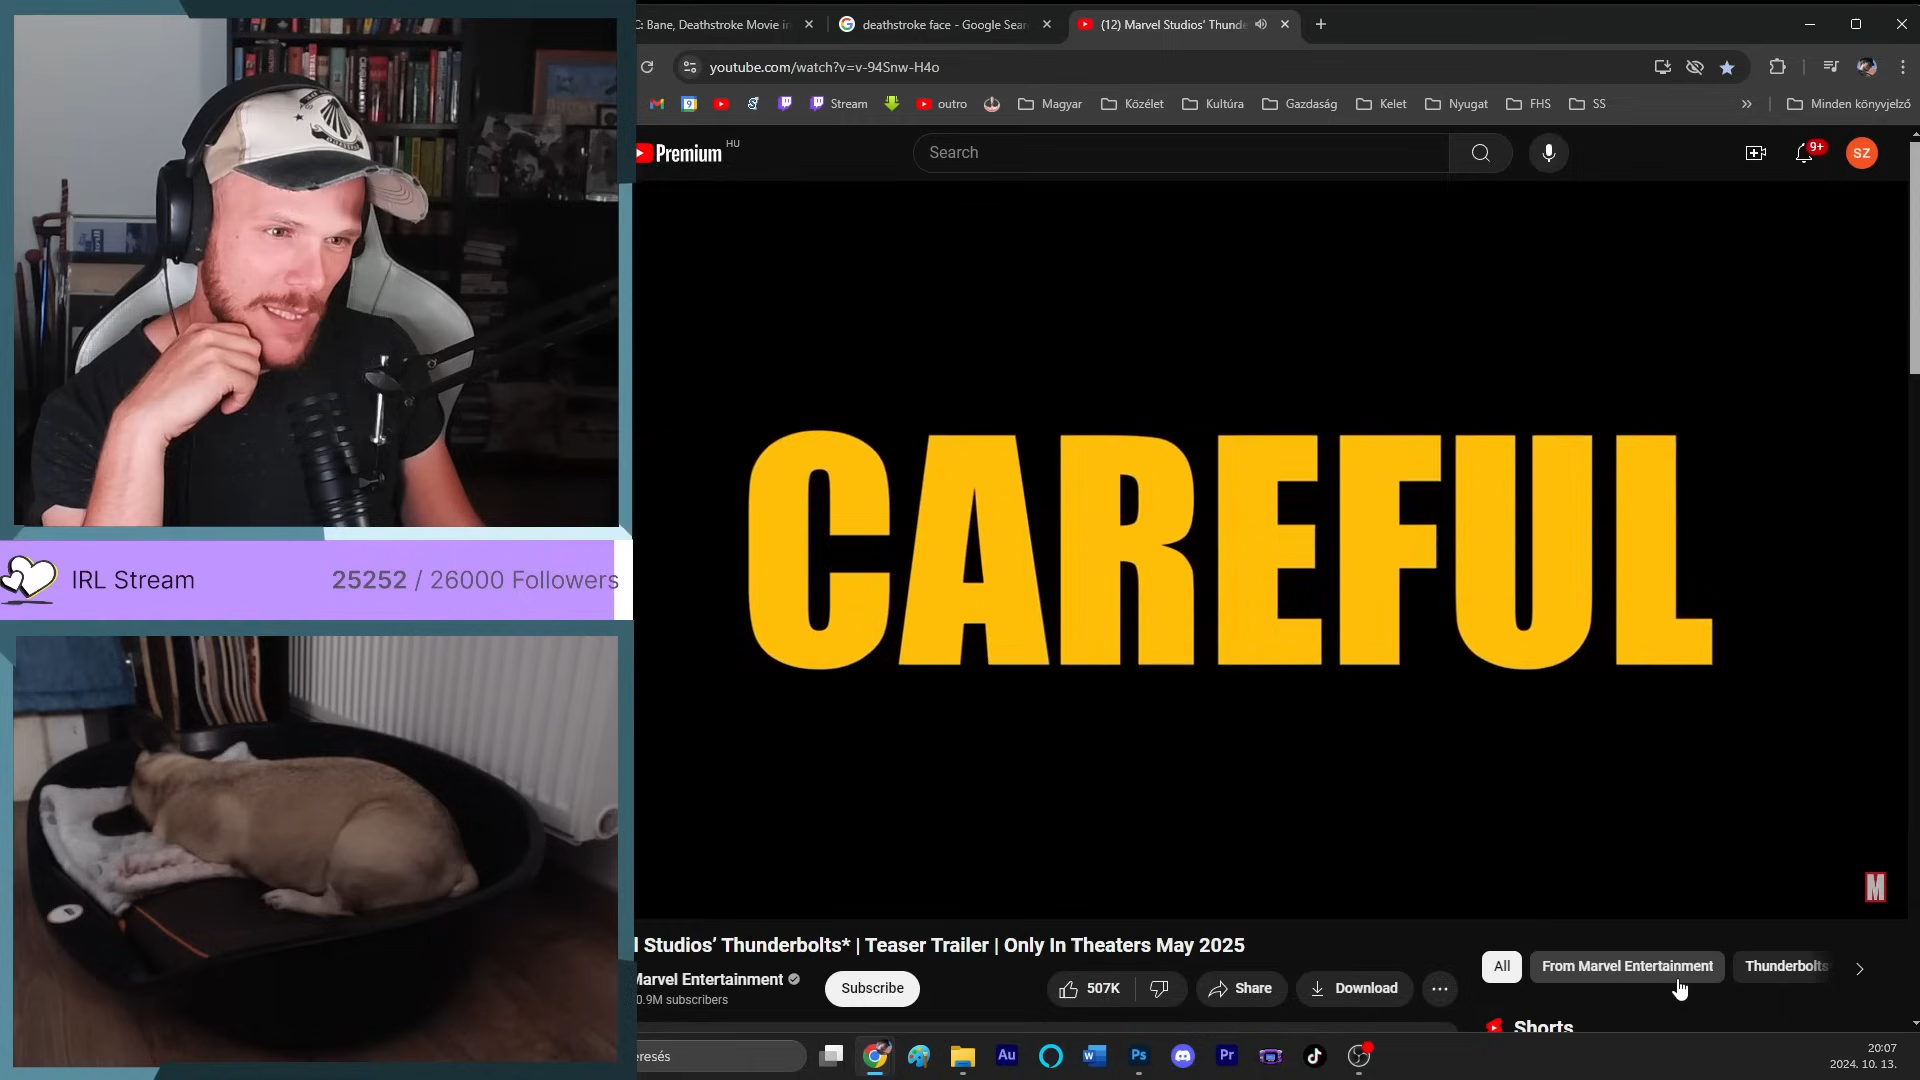 C: Bane, Deathstroke Movie in
deathstroke face - Google Sear
(12) Marvel Studios' Thunde
youtube.com/watch?v=v-94Snw-H4o
Stream
outro
Magyar
Közélet
Kultúra
Gazdaság
Kelet
Nyugat
FHS
SS
»
Minden könyvjelző
Premium HU
Search
9+
SZ
CAREFUL
IRL Stream
25252 / 26000 Followers
M
l Studios' Thunderbolts* | Teaser Trailer | Only In Theaters May 2025
Marvel Entertainment
0.9M subscribers
Subscribe
507K
Share
Download
All
From Marvel Entertainment
Thunderbolts
Shorts
eresés
Au
W
Ps
Pr
20:07
2024. 10. 13.